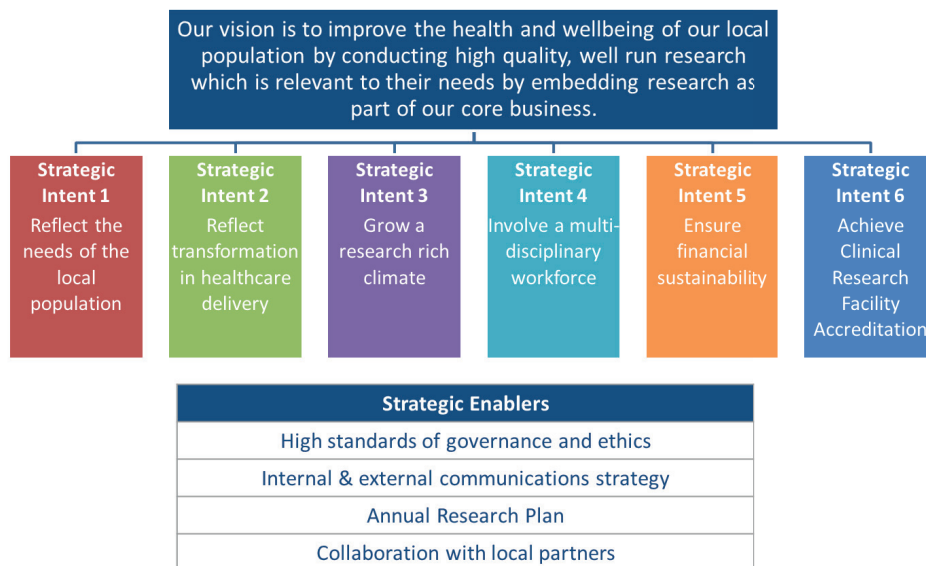 Our vision is to improve the health and wellbeing of our local
population by conducting high quality, well run research
which is relevant to their needs by embedding research as
part of our core business.
Strategic
Intent 1
Reflect the
needs of the
local
population
Strategic
Intent 2
Reflect
transformation
in healthcare
delivery
Strategic
Intent 3
Grow a
research rich
climate
Strategic
Intent 4
Involve a multi-
disciplinary
workforce
Strategic
Intent 5
Ensure
financial
sustainability
Strategic
Intent 6
Achieve
Clinical
Research
Facility
Accreditation
Strategic Enablers
High standards of governance and ethics
Internal & external communications strategy
Annual Research Plan
Collaboration with local partners